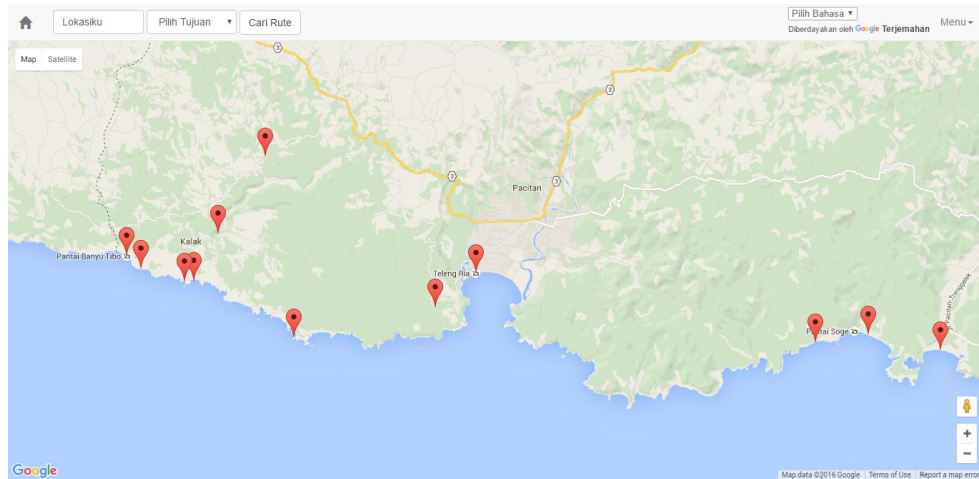 Lokasiku
Pilih Tujuan
Cari Rute
Pilih Bahasa
Diberdayakan oleh Google Terjemahan
Menu
Map
Satellite
3
3
3
3
Pacitan
Kalak
Pantai Banyu Tibo
Teleng Ria
Pantai Soge
Google
Map data ©2016 Google
Terms of Use
Report a map error